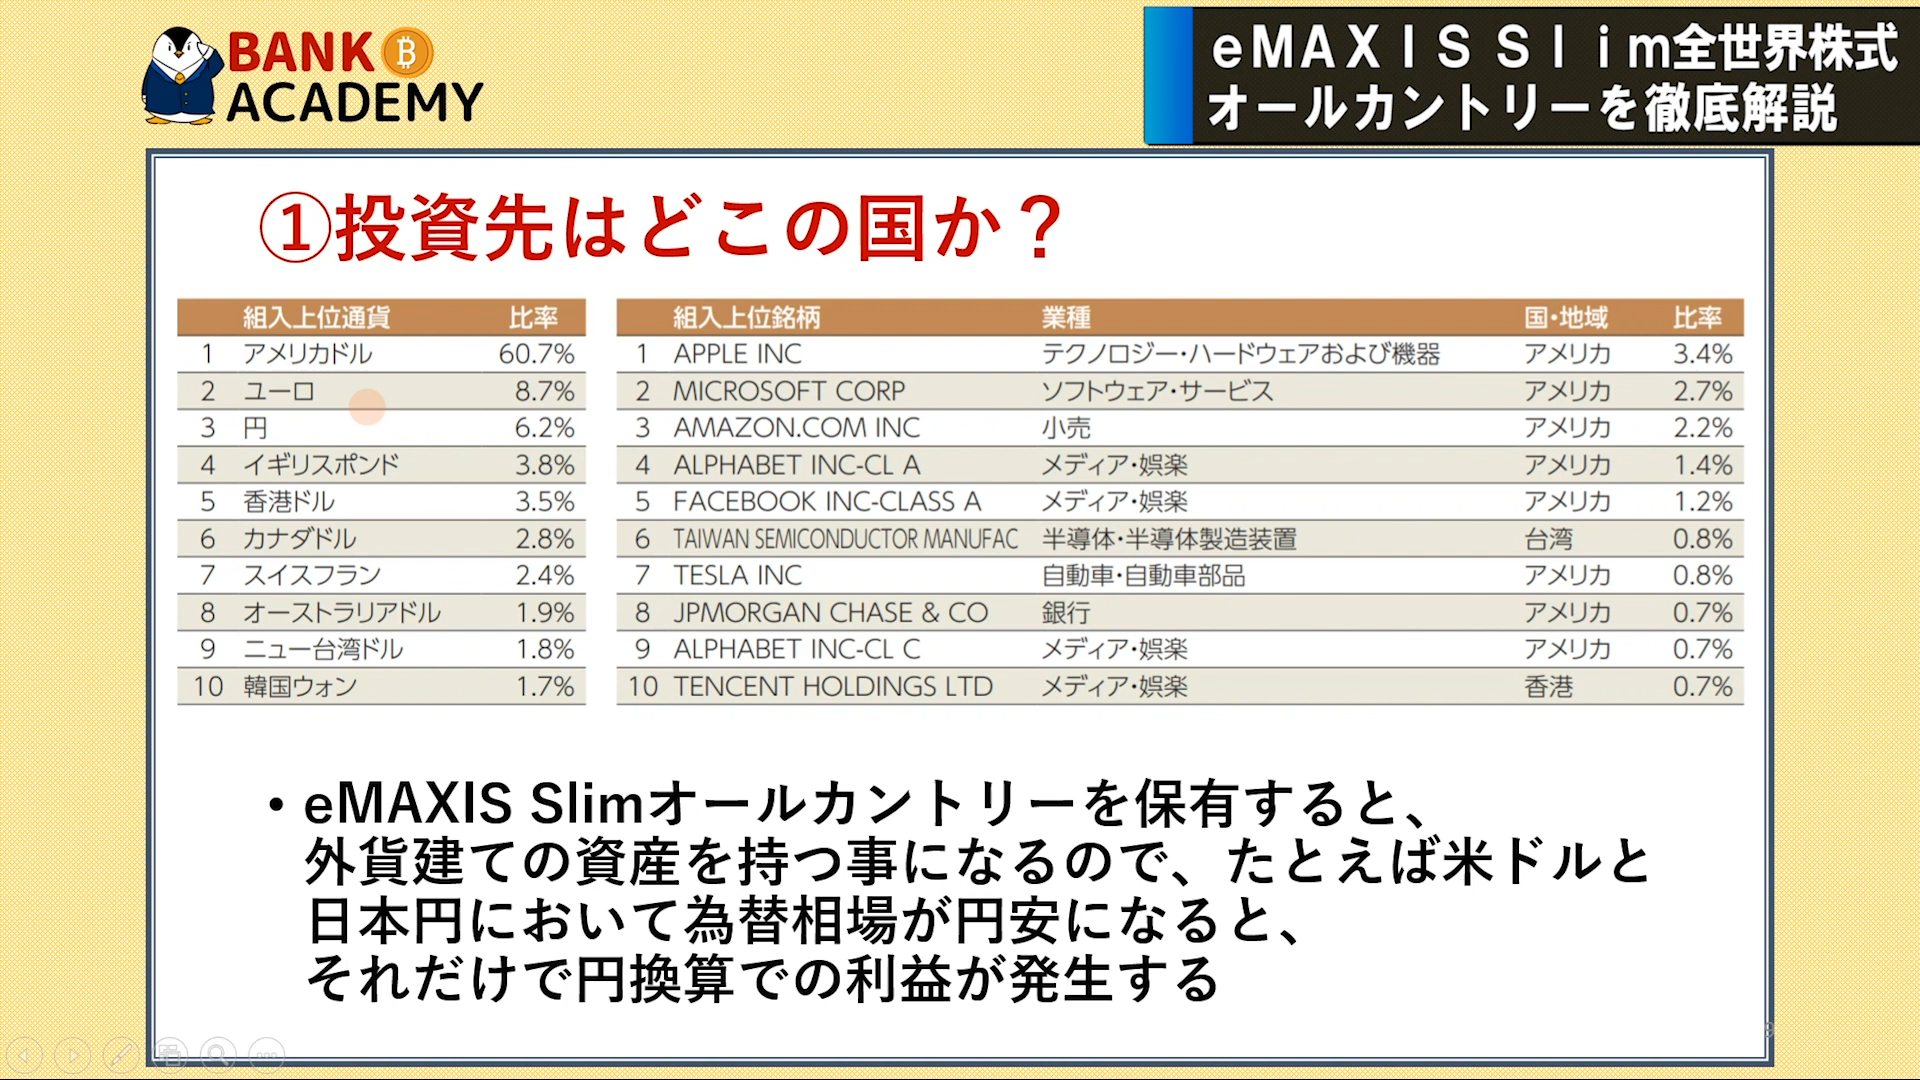 BANK
ACADEMY
eMAXIS Slim全世界株式
オールカントリーを徹底解説
①投資先はどこの国か？
組入上位通貨 比率
1 アメリカドル 60.7%
2 ユーロ 8.7%
3 円 6.2%
4 イギリスポンド 3.8%
5 香港ドル 3.5%
6 カナダドル 2.8%
7 スイスフラン 2.4%
8 オーストラリアドル 1.9%
9 ニュー台湾ドル 1.8%
10 韓国ウォン 1.7%
組入上位銘柄 業種 国・地域 比率
1 APPLE INC テクノロジー・ハードウェアおよび機器 アメリカ 3.4%
2 MICROSOFT CORP ソフトウェア・サービス アメリカ 2.7%
3 AMAZON.COM INC 小売 アメリカ 2.2%
4 ALPHABET INC-CL A メディア・娯楽 アメリカ 1.4%
5 FACEBOOK INC-CLASS A メディア・娯楽 アメリカ 1.2%
6 TAIWAN SEMICONDUCTOR MANUFAC 半導体・半導体製造装置 台湾 0.8%
7 TESLA INC 自動車・自動車部品 アメリカ 0.8%
8 JPMORGAN CHASE & CO 銀行 アメリカ 0.7%
9 ALPHABET INC-CL C メディア・娯楽 アメリカ 0.7%
10 TENCENT HOLDINGS LTD メディア・娯楽 香港 0.7%
・eMAXIS Slimオールカントリーを保有すると、
外貨建ての資産を持つ事になるので、たとえば米ドルと
日本円において為替相場が円安になると、
それだけで円換算での利益が発生する